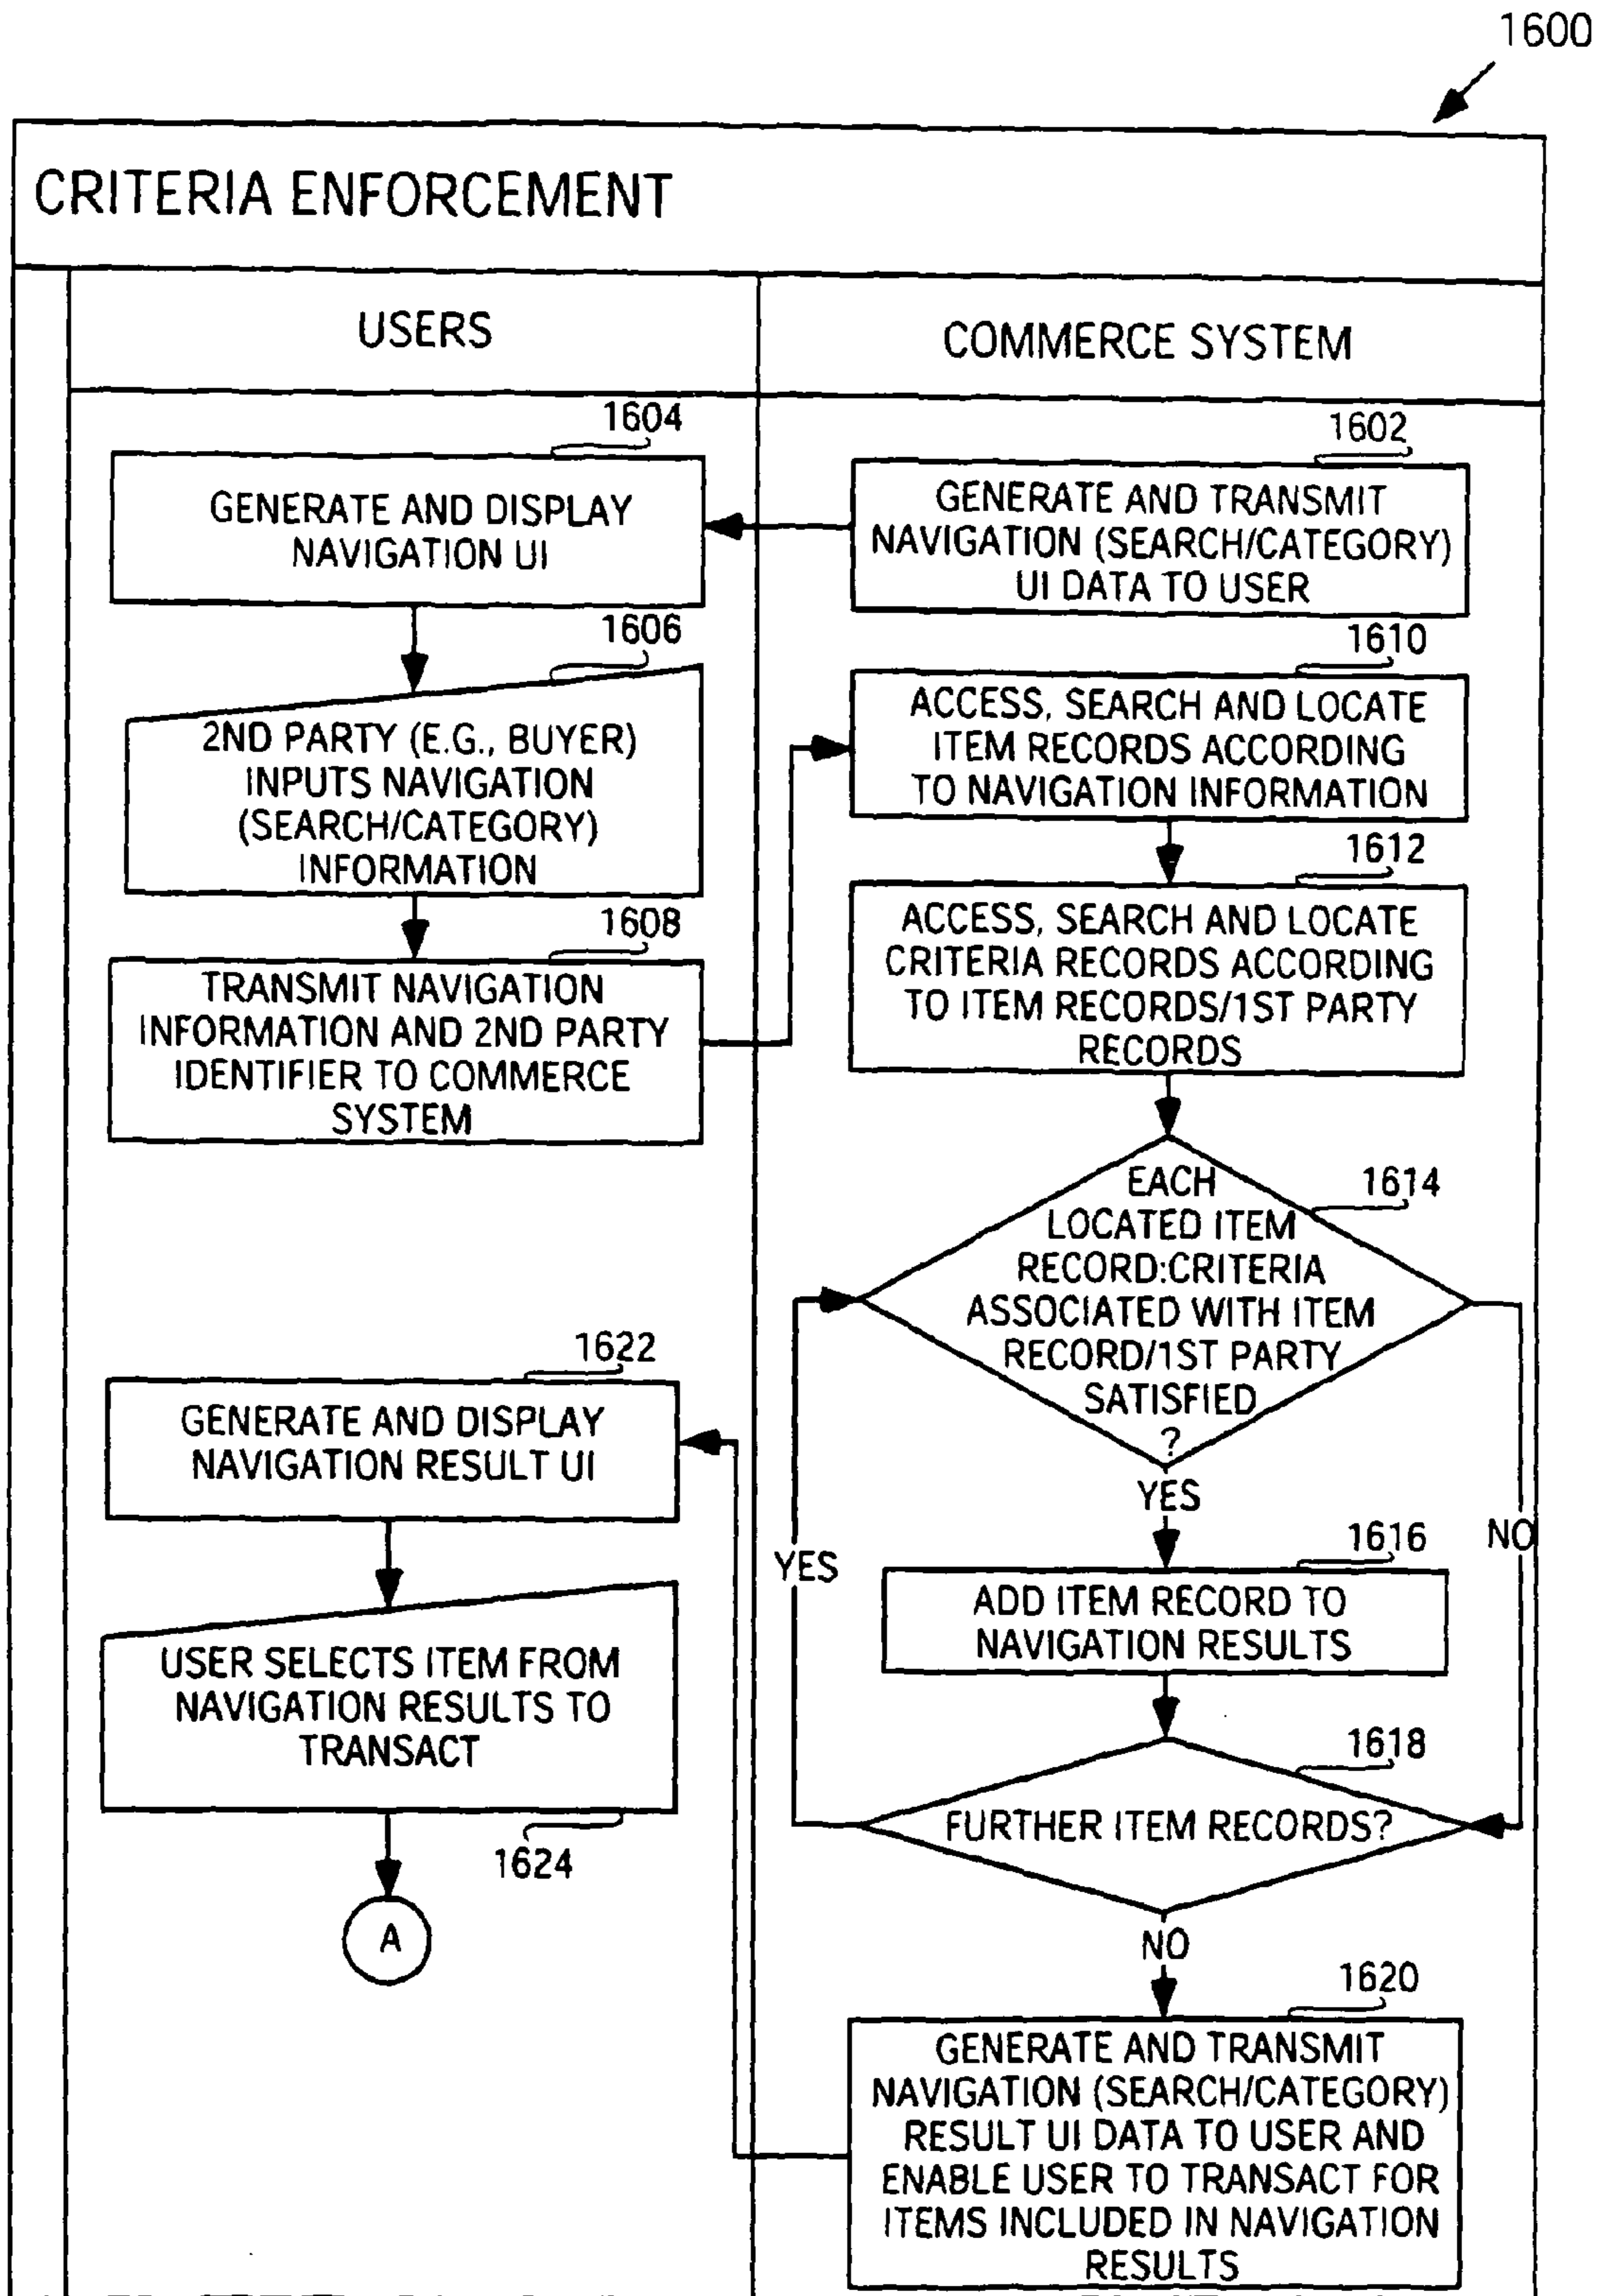 1600
CRITERIA ENFORCEMENT
USERS
COMMERCE SYSTEM
1604
GENERATE AND DISPLAY
NAVIGATION UI
1602
GENERATE AND TRANSMIT
NAVIGATION (SEARCH/CATEGORY)
UI DATA TO USER
1606
2ND PARTY (E.G., BUYER)
INPUTS NAVIGATION
(SEARCH/CATEGORY)
INFORMATION
1608
TRANSMIT NAVIGATION
INFORMATION AND 2ND PARTY
IDENTIFIER TO COMMERCE
SYSTEM
1610
ACCESS, SEARCH AND LOCATE
ITEM RECORDS ACCORDING
TO NAVIGATION INFORMATION
1612
ACCESS, SEARCH AND LOCATE
CRITERIA RECORDS ACCORDING
TO ITEM RECORDS/1ST PARTY
RECORDS
1614
EACH
LOCATED ITEM
RECORD:CRITERIA
ASSOCIATED WITH ITEM
RECORD/1ST PARTY
SATISFIED
?
YES
NO
YES
1616
ADD ITEM RECORD TO
NAVIGATION RESULTS
1618
FURTHER ITEM RECORDS?
NO
1620
GENERATE AND TRANSMIT
NAVIGATION (SEARCH/CATEGORY)
RESULT UI DATA TO USER AND
ENABLE USER TO TRANSACT FOR
ITEMS INCLUDED IN NAVIGATION
RESULTS
1622
GENERATE AND DISPLAY
NAVIGATION RESULT UI
USER SELECTS ITEM FROM
NAVIGATION RESULTS TO
TRANSACT
1624
A